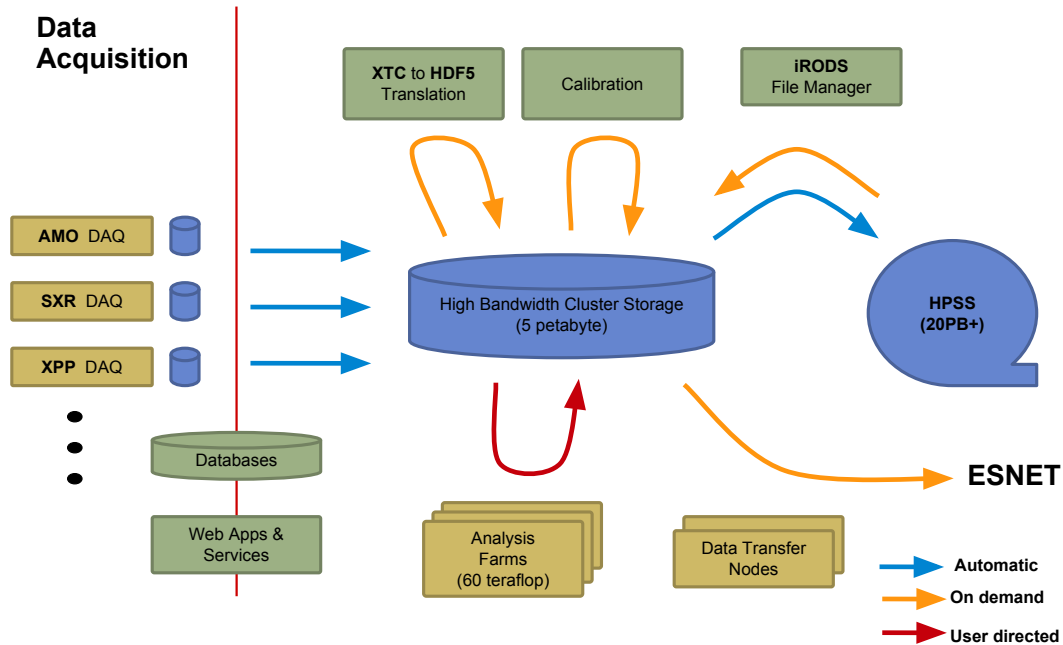 Data
Acquisition
XTC to HDF5
Translation
Calibration
iRODS
File Manager
AMO DAQ
SXR DAQ
XPP DAQ
High Bandwidth Cluster Storage
(5 petabyte)
HPSS
(20PB+)
Databases
Web Apps &
Services
Analysis
Farms
(60 teraflop)
Data Transfer
Nodes
ESNET
Automatic
On demand
User directed